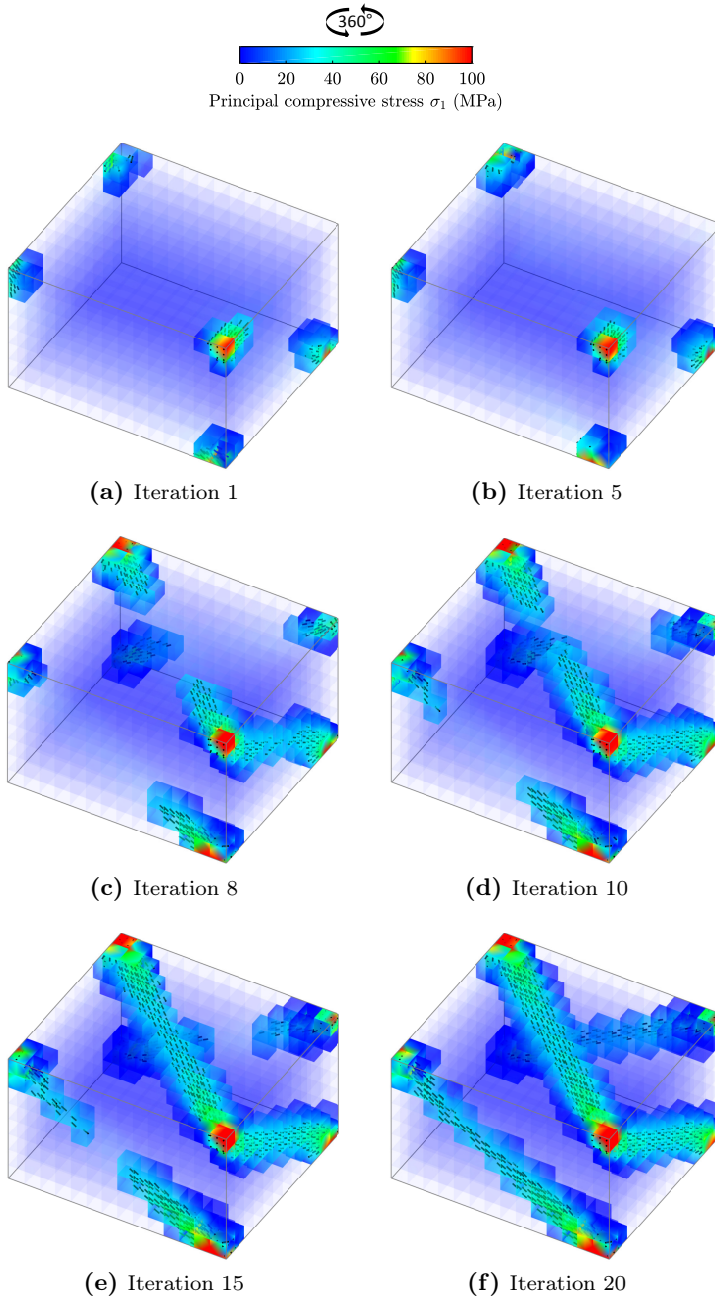 360°
0 20 40 60 80 100
Principal compressive stress σ₁ (MPa)
(a) Iteration 1
(b) Iteration 5
(c) Iteration 8
(d) Iteration 10
(e) Iteration 15
(f) Iteration 20